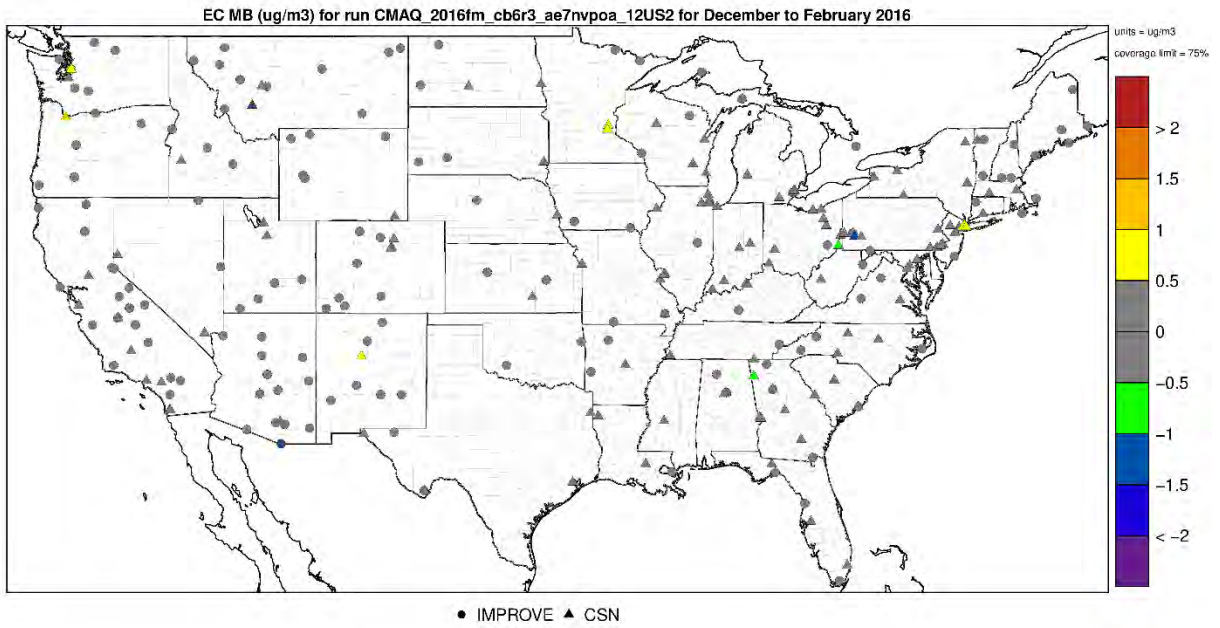 EC MB (ug/m3) for run CMAQ_2016fm_cb6r3_ae7nvpoa_12US2 for December to February 2016
units = ug/m3
coverage limit = 75%
> 2
1.5
1
0.5
0
−0.5
−1
−1.5
< −2
IMPROVE CSN